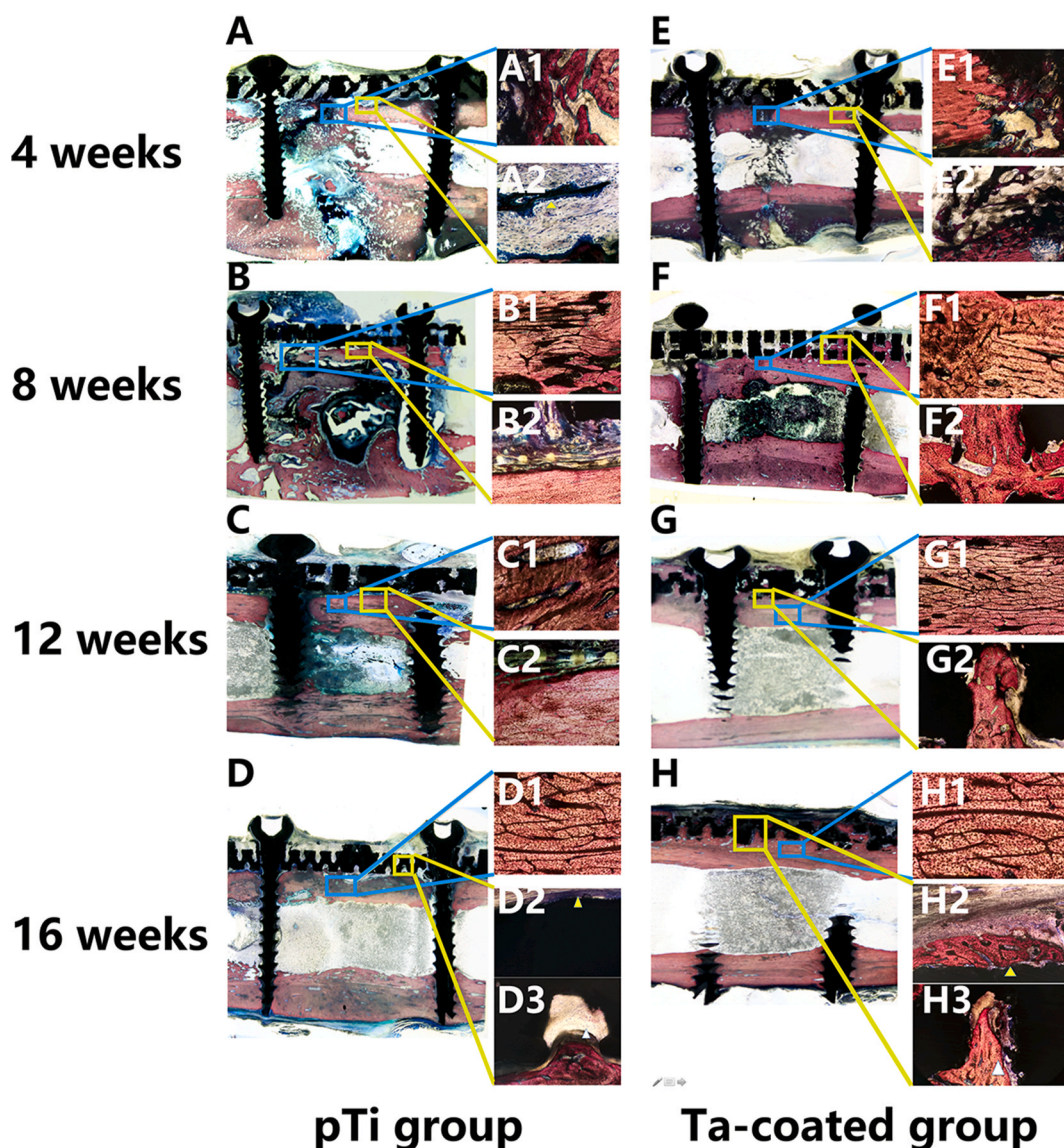 A
A1
A2
E
E1
E2
4 weeks
B
B1
B2
F
F1
F2
8 weeks
C
C1
C2
G
G1
G2
12 weeks
D
D1
D2
D3
H
H1
H2
H3
16 weeks
pTi group
Ta-coated group